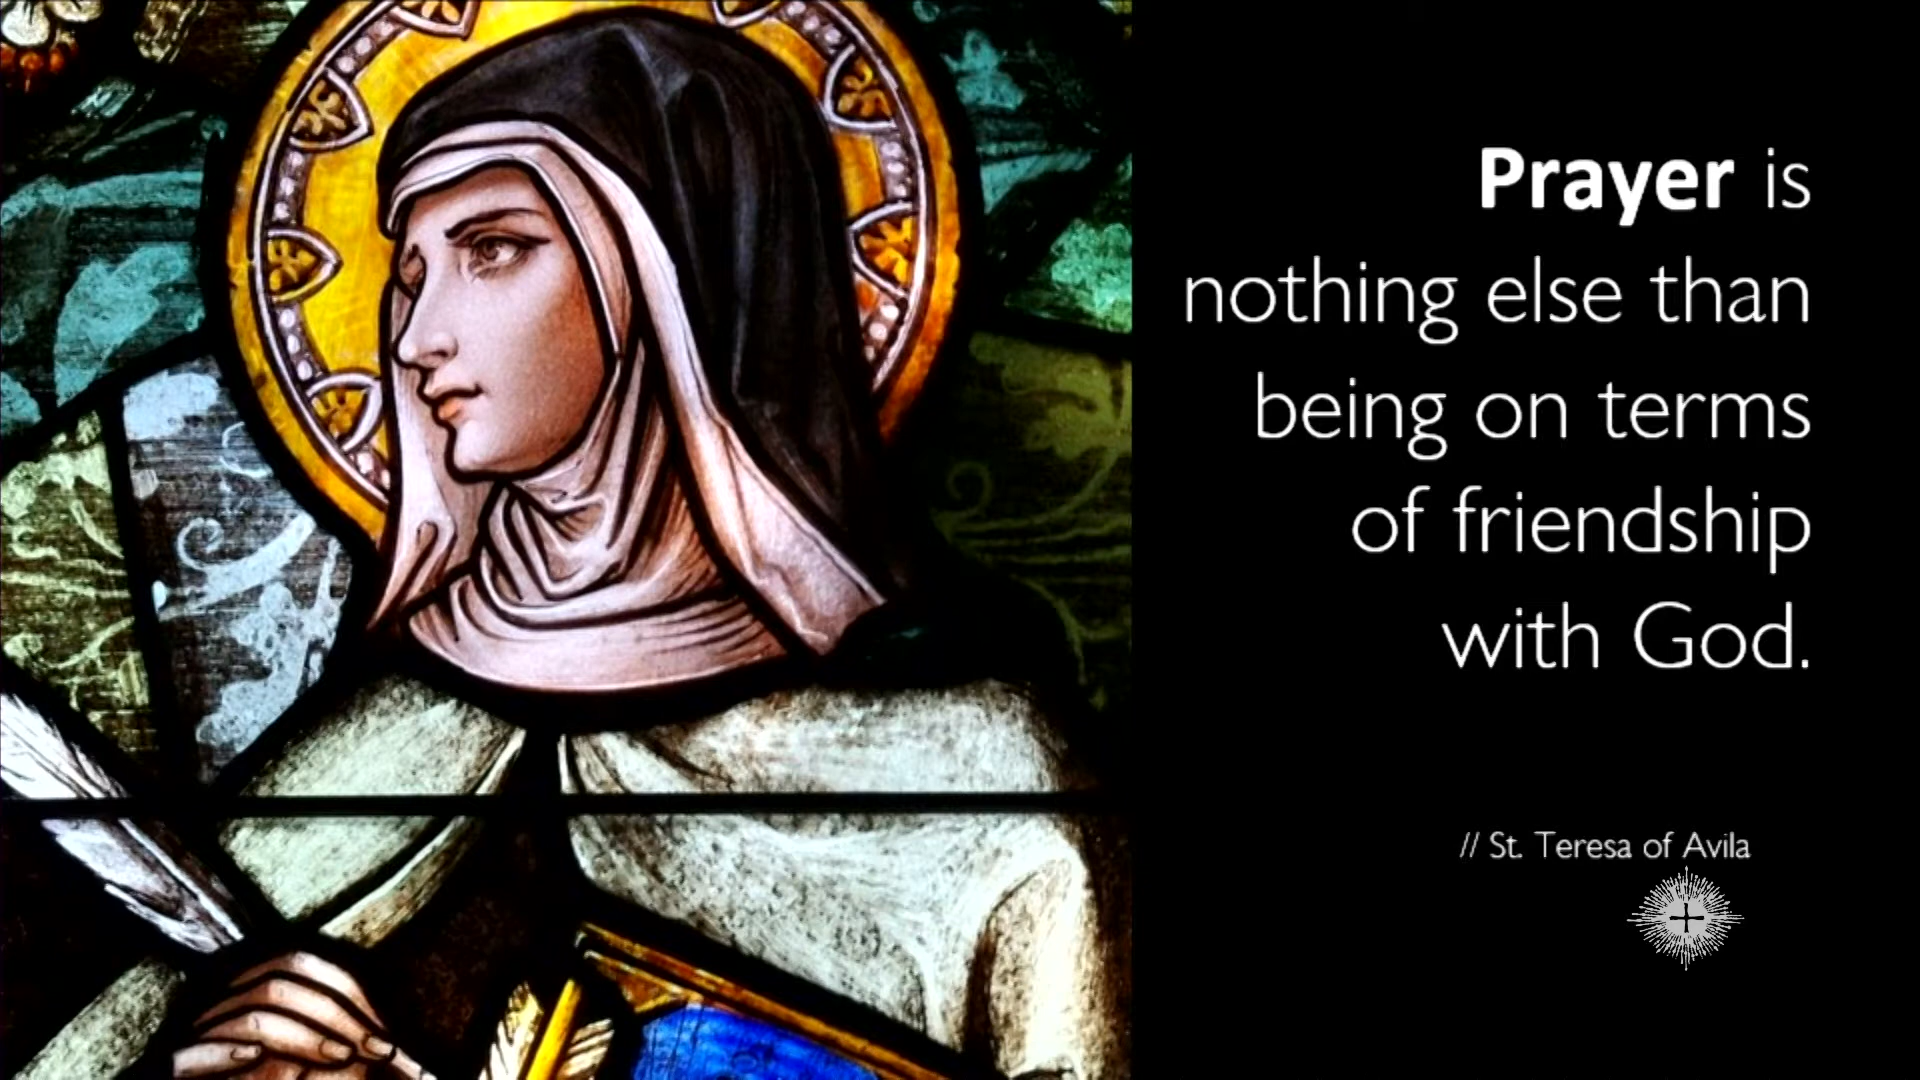 Prayer is
nothing else than
being on terms
of friendship
with God.
// St. Teresa of Avila